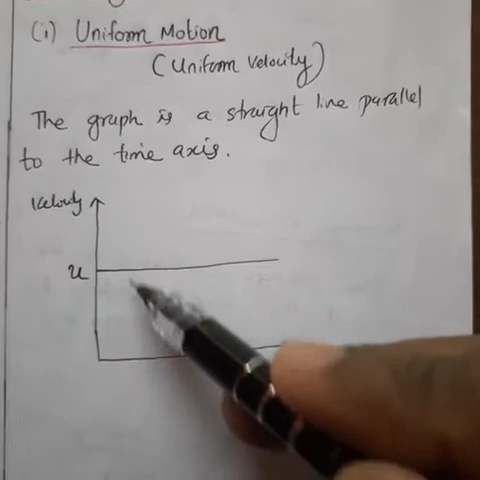 (i) Uniform Motion
(Uniform Velocity)
The graph is a straight line parallel
to the time axis.
Velocity
u